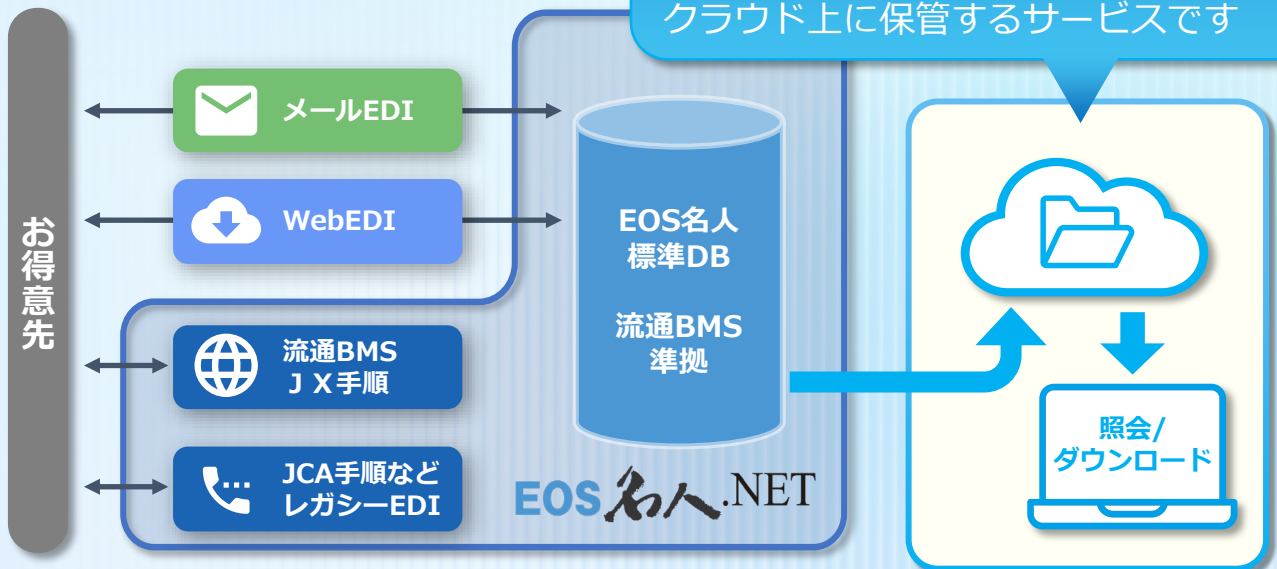 クラウド上に保管するサービスです
お得意先
メールEDI
WebEDI
流通BMS
ＪＸ手順
JCA手順など
レガシーEDI
EOS名人
標準DB
流通BMS
準拠
EOS名人.NET
照会/
ダウンロード